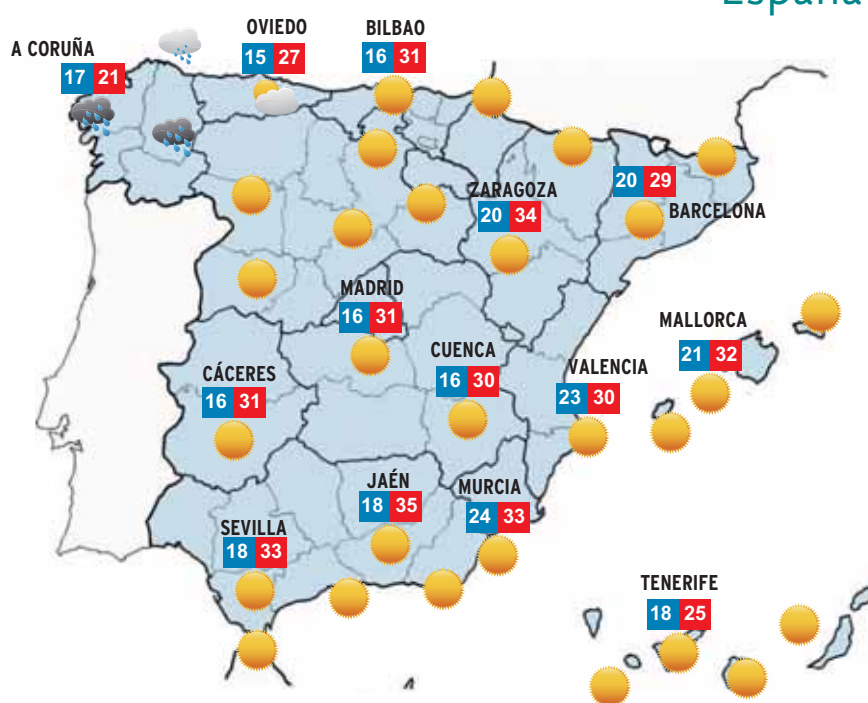 España
OVIEDO
15 27
BILBAO
16 31
A CORUÑA
17 21
ZARAGOZA
20 34
20 29
BARCELONA
MADRID
16 31
MALLORCA
21 32
CUENCA
16 30
VALENCIA
23 30
CÁCERES
16 31
JAÉN
18 35
MURCIA
24 33
SEVILLA
18 33
TENERIFE
18 25